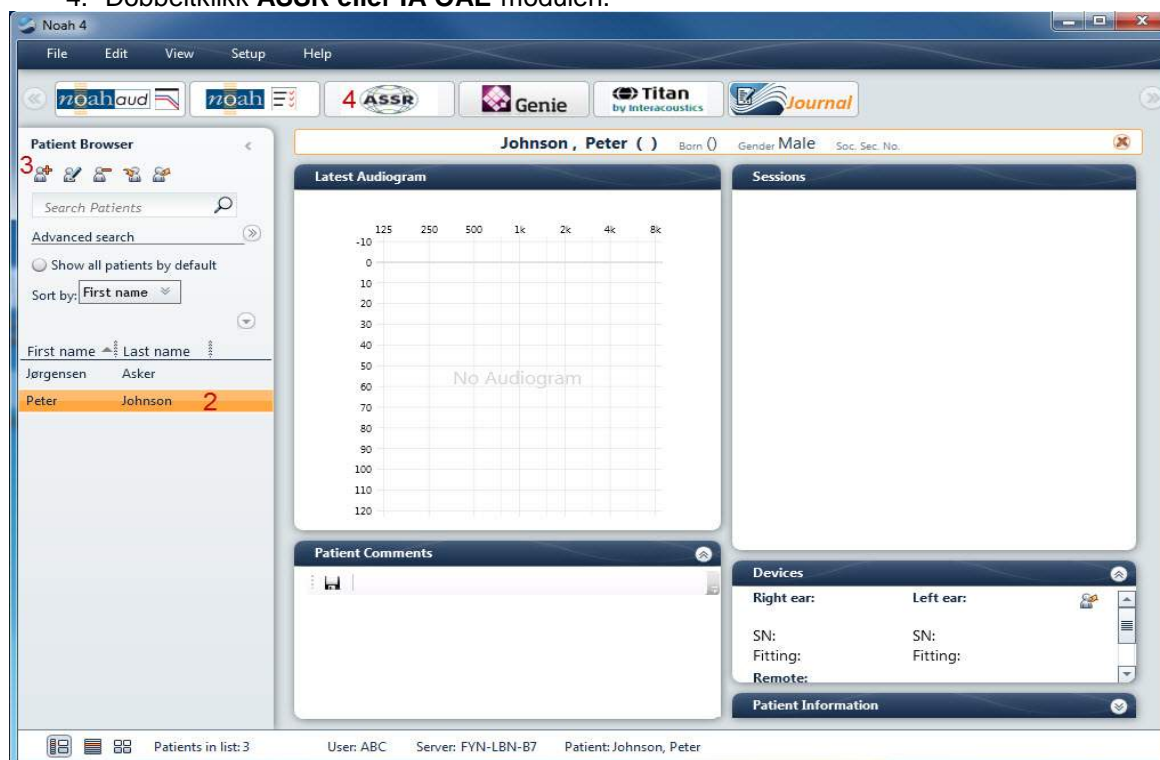 4. Dobbeltklikk ASSR eller IA OAE modulen.
Noah 4
File Edit View Setup Help
noah aud noah 4 ASSR Genie Titan by Interacoustics Journal
Patient Browser
Johnson , Peter ( ) Born () Gender Male Soc. Sec. No.
3
Search Patients
Advanced search
Show all patients by default
Sort by: First name
First name Last name
Jørgensen Asker
Peter Johnson 2
Latest Audiogram
125 250 500 1k 2k 4k 8k
-10
0
10
20
30
40
50
60
70
80
90
100
110
120
No Audiogram
Sessions
Patient Comments
Devices
Right ear: Left ear:
SN: SN:
Fitting: Fitting:
Remote:
Patient Information
Patients in list: 3 User: ABC Server: FYN-LBN-B7 Patient: Johnson, Peter